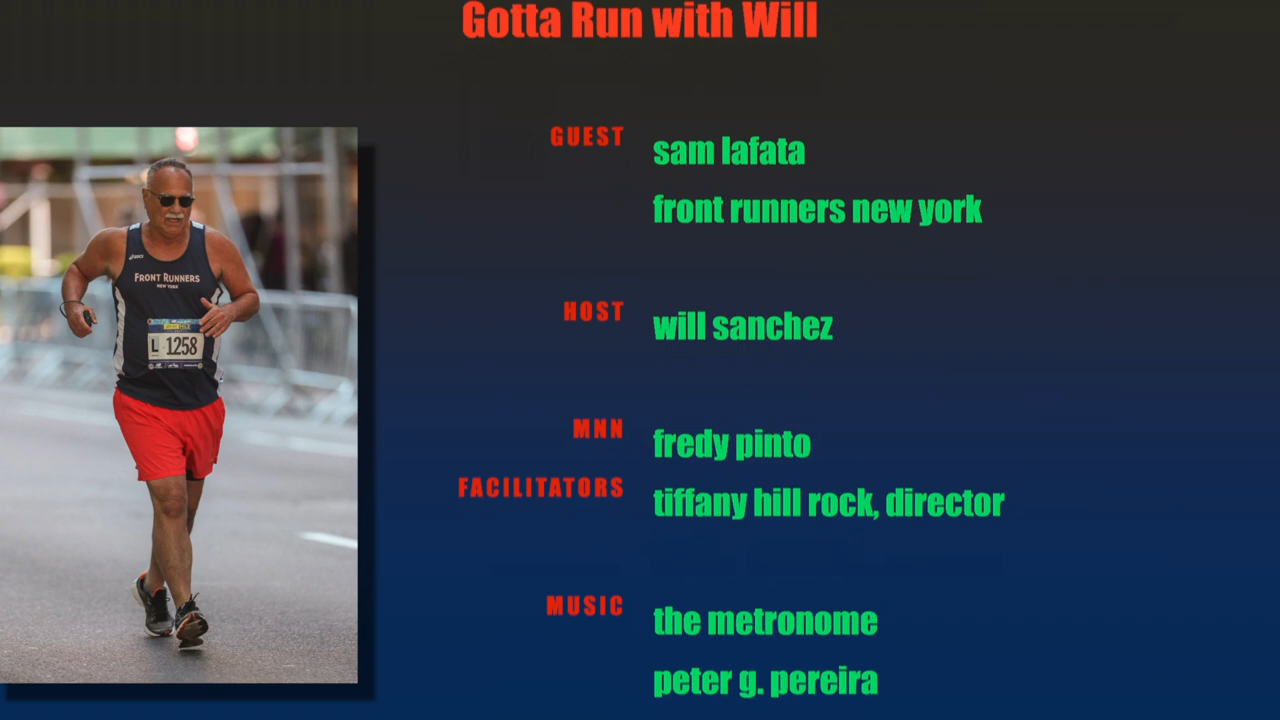 Gotta Run with Will
GUEST
sam lafata
front runners new york
HOST
will sanchez
MNN
fredy pinto
FACILITATORS
tiffany hill rock, director
MUSIC
the metronome
peter g. pereira
asics
FRONT RUNNERS
NEW YORK
L 1258